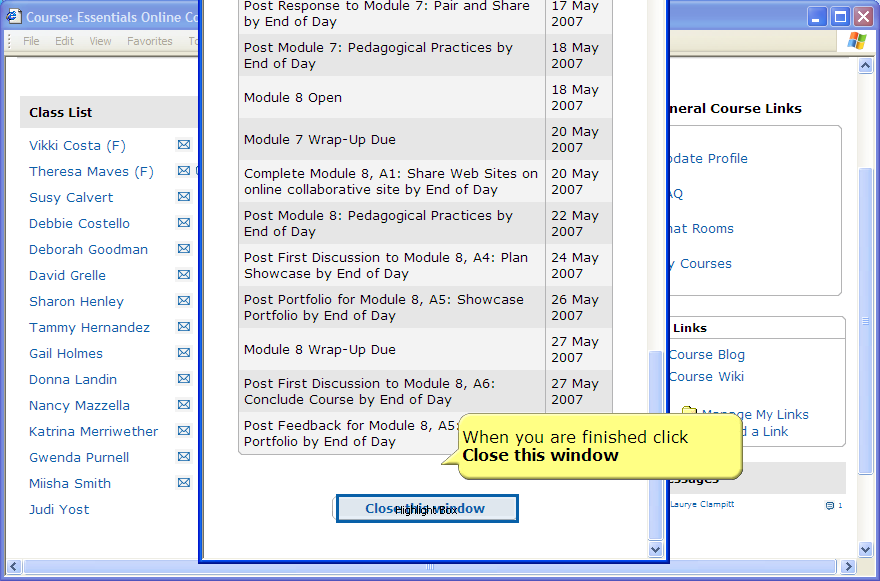 Course: Essentials Online Co
File Edit View Favorites To
Class List
Vikki Costa (F)
Theresa Maves (F)
Susy Calvert
Debbie Costello
Deborah Goodman
David Grelle
Sharon Henley
Tammy Hernandez
Gail Holmes
Donna Landin
Nancy Mazzella
Katrina Merriwether
Gwenda Purnell
Miisha Smith
Judi Yost
Post Response to Module 7: Pair and Share 17 May
by End of Day 2007
Post Module 7: Pedagogical Practices by 18 May
End of Day 2007
Module 8 Open 18 May
2007
Module 7 Wrap-Up Due 20 May
2007
Complete Module 8, A1: Share Web Sites on 20 May
online collaborative site by End of Day 2007
Post Module 8: Pedagogical Practices by 22 May
End of Day 2007
Post First Discussion to Module 8, A4: Plan 24 May
Showcase by End of Day 2007
Post Portfolio for Module 8, A5: Showcase 26 May
Portfolio by End of Day 2007
Module 8 Wrap-Up Due 27 May
2007
Post First Discussion to Module 8, A6: 27 May
Conclude Course by End of Day 2007
Post Feedback for Module 8, A5:
Portfolio by End of Day
When you are finished click
Close this window
Close this window
Highlight Box
neral Course Links
pdate Profile
AQ
hat Rooms
y Courses
Links
Course Blog
Course Wiki
Manage My Links
d a Link
essages
Laurye Clampitt 1